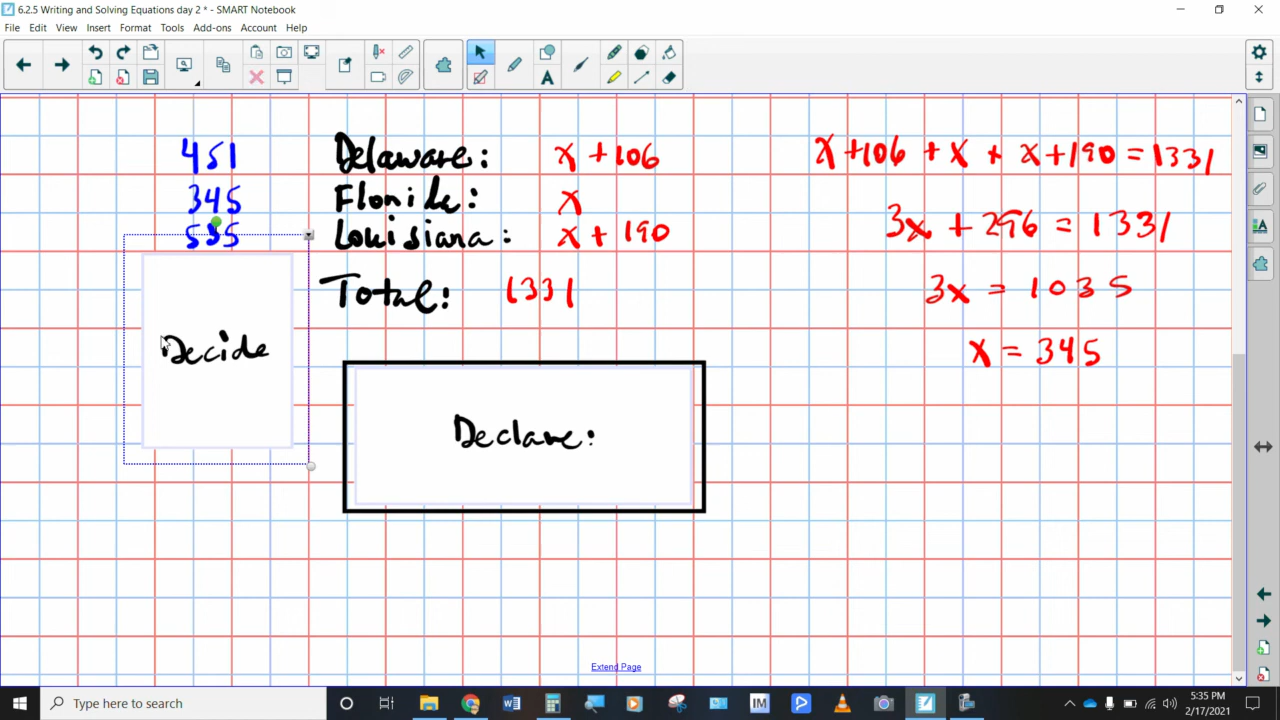 6.2.5 Writing and Solving Equations day 2 * - SMART Notebook
File Edit View Insert Format Tools Add-ons Account Help
451 Delaware: x + 106 x + 106 + x + x + 190 = 1331
345 Florida: x
535 Louisiana: x + 190 3x + 296 = 1331
Total: 1331 3x = 1035
Decide x = 345
Declare:
Extend Page
Type here to search
5:35 PM
2/17/2021